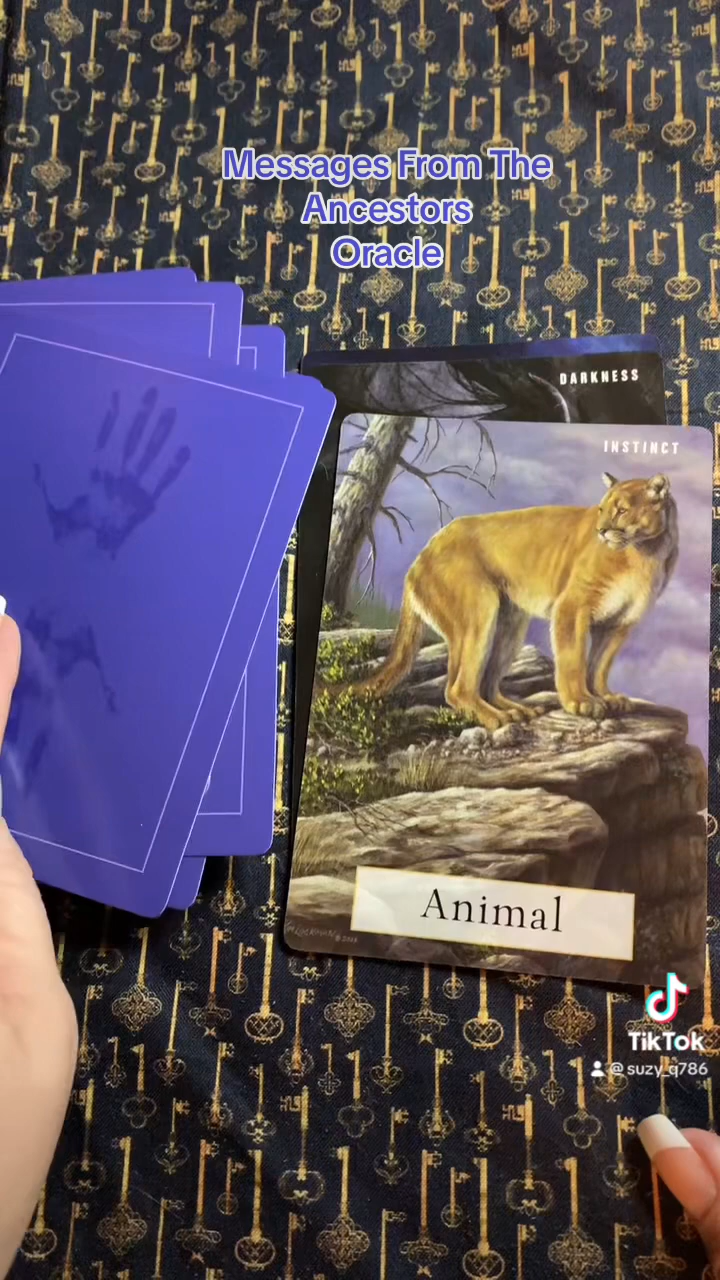 Messages From The
Ancestors
Oracle
DARKNESS
INSTINCT
Animal
TikTok
@suzy_q786